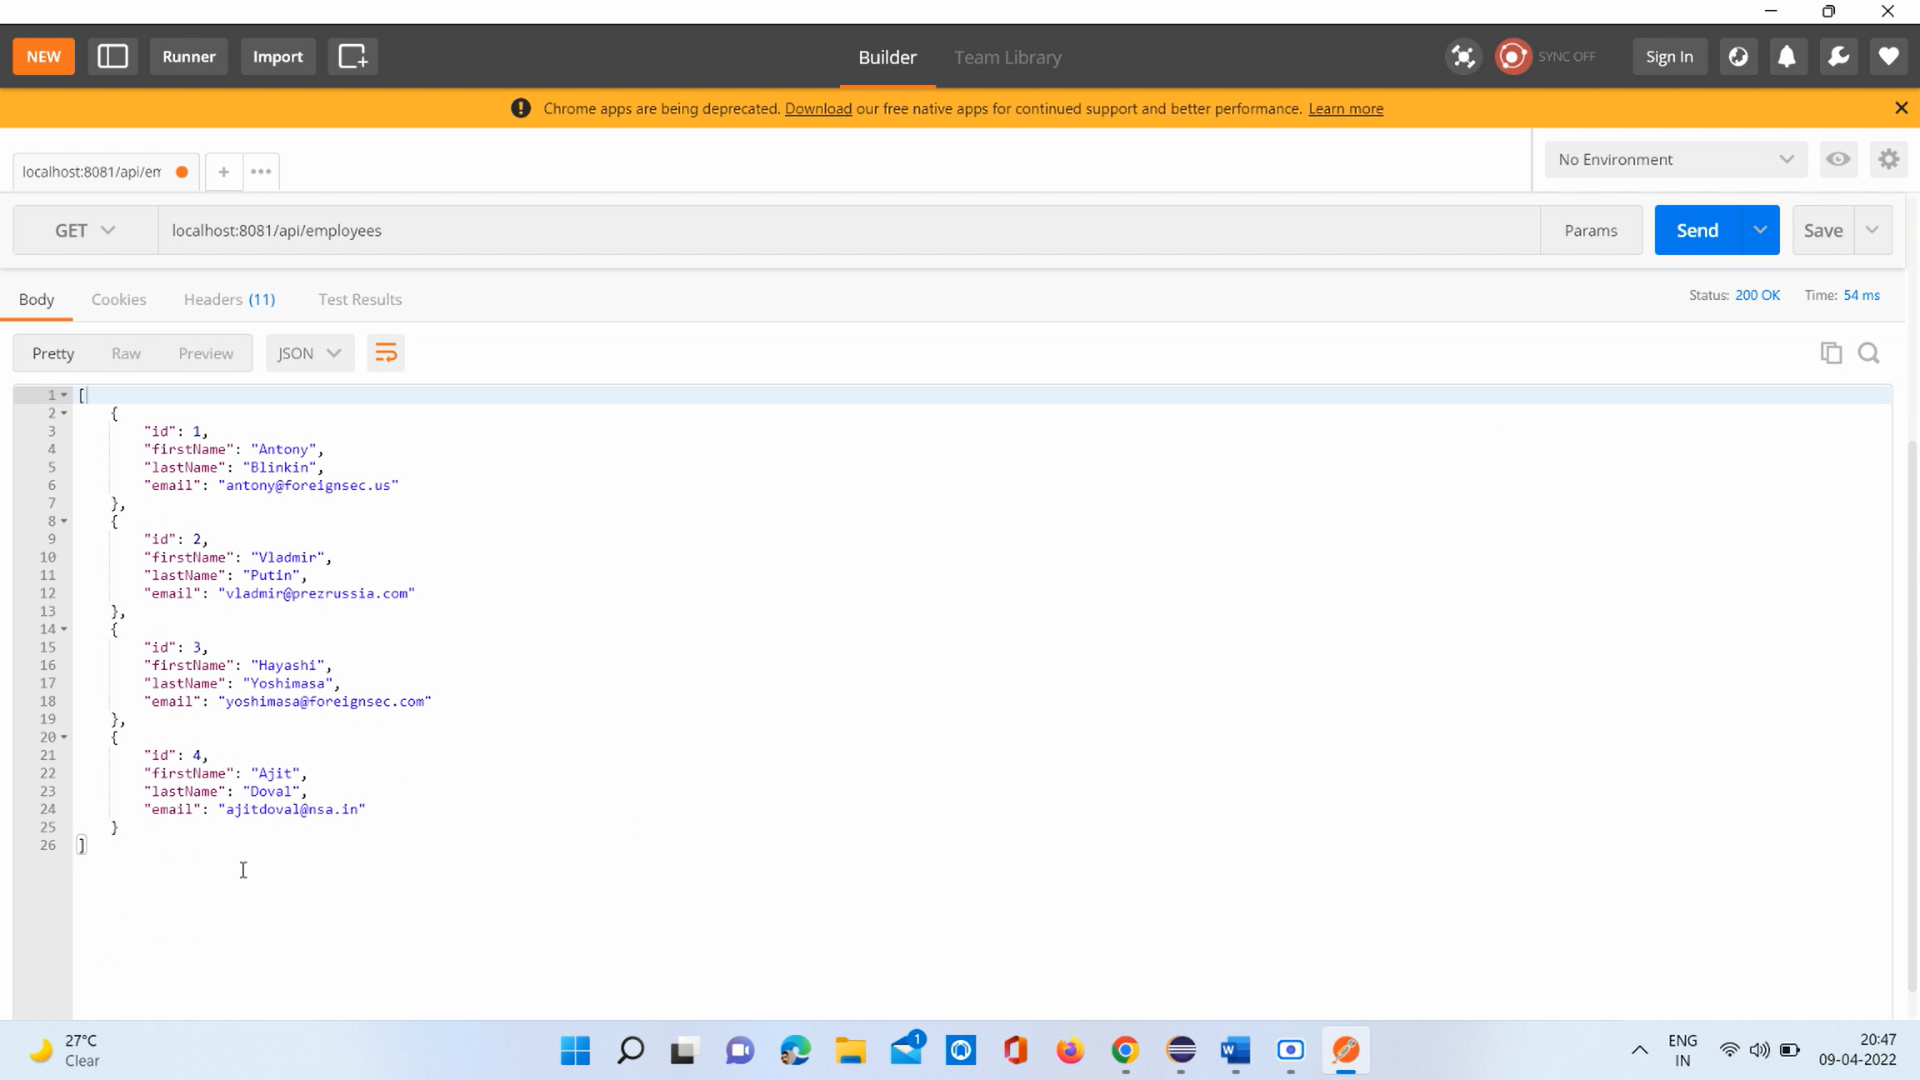 NEW Runner Import Builder Team Library SYNC OFF Sign In
Chrome apps are being deprecated. Download our free native apps for continued support and better performance. Learn more
localhost:8081/api/em + ••• No Environment
GET localhost:8081/api/employees Params Send Save
Body Cookies Headers (11) Test Results Status: 200 OK Time: 54 ms
Pretty Raw Preview JSON
1 [
2 {
3 "id": 1,
4 "firstName": "Antony",
5 "lastName": "Blinkin",
6 "email": "antony@foreignsec.us"
7 },
8 {
9 "id": 2,
10 "firstName": "Vladmir",
11 "lastName": "Putin",
12 "email": "vladmir@prezrussia.com"
13 },
14 {
15 "id": 3,
16 "firstName": "Hayashi",
17 "lastName": "Yoshimasa",
18 "email": "yoshimasa@foreignsec.com"
19 },
20 {
21 "id": 4,
22 "firstName": "Ajit",
23 "lastName": "Doval",
24 "email": "ajitdoval@nsa.in"
25 }
26 ]
27°C
Clear
1
ENG
IN
20:47
09-04-2022